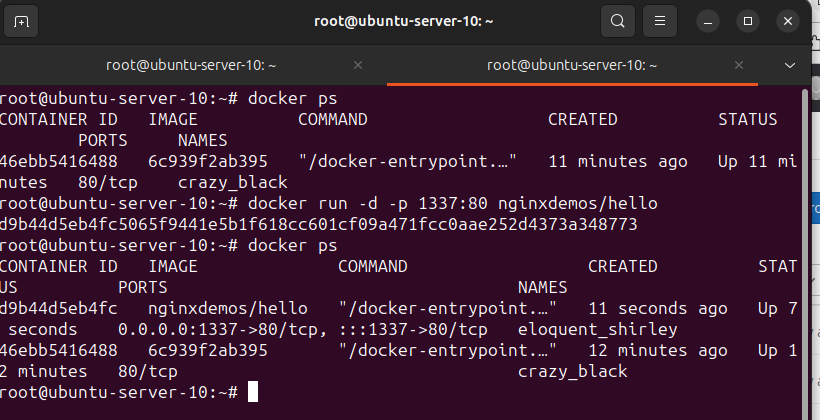 root@ubuntu-server-10: ~
root@ubuntu-server-10: ~
root@ubuntu-server-10: ~
root@ubuntu-server-10:~# docker ps
CONTAINER ID   IMAGE          COMMAND                  CREATED          STATUS
        PORTS     NAMES
46ebb5416488   6c939f2ab395   "/docker-entrypoint.…"   11 minutes ago   Up 11 mi
nutes   80/tcp    crazy_black
root@ubuntu-server-10:~# docker run -d -p 1337:80 nginxdemos/hello
d9b44d5eb4fc5065f9441e5b1f618cc601cf09a471fcc0aae252d4373a348773
root@ubuntu-server-10:~# docker ps
CONTAINER ID   IMAGE              COMMAND                  CREATED          STAT
US          PORTS                                   NAMES
d9b44d5eb4fc   nginxdemos/hello   "/docker-entrypoint.…"   11 seconds ago   Up 7
 seconds    0.0.0.0:1337->80/tcp, :::1337->80/tcp   eloquent_shirley
46ebb5416488   6c939f2ab395       "/docker-entrypoint.…"   12 minutes ago   Up 1
2 minutes   80/tcp                                  crazy_black
root@ubuntu-server-10:~#